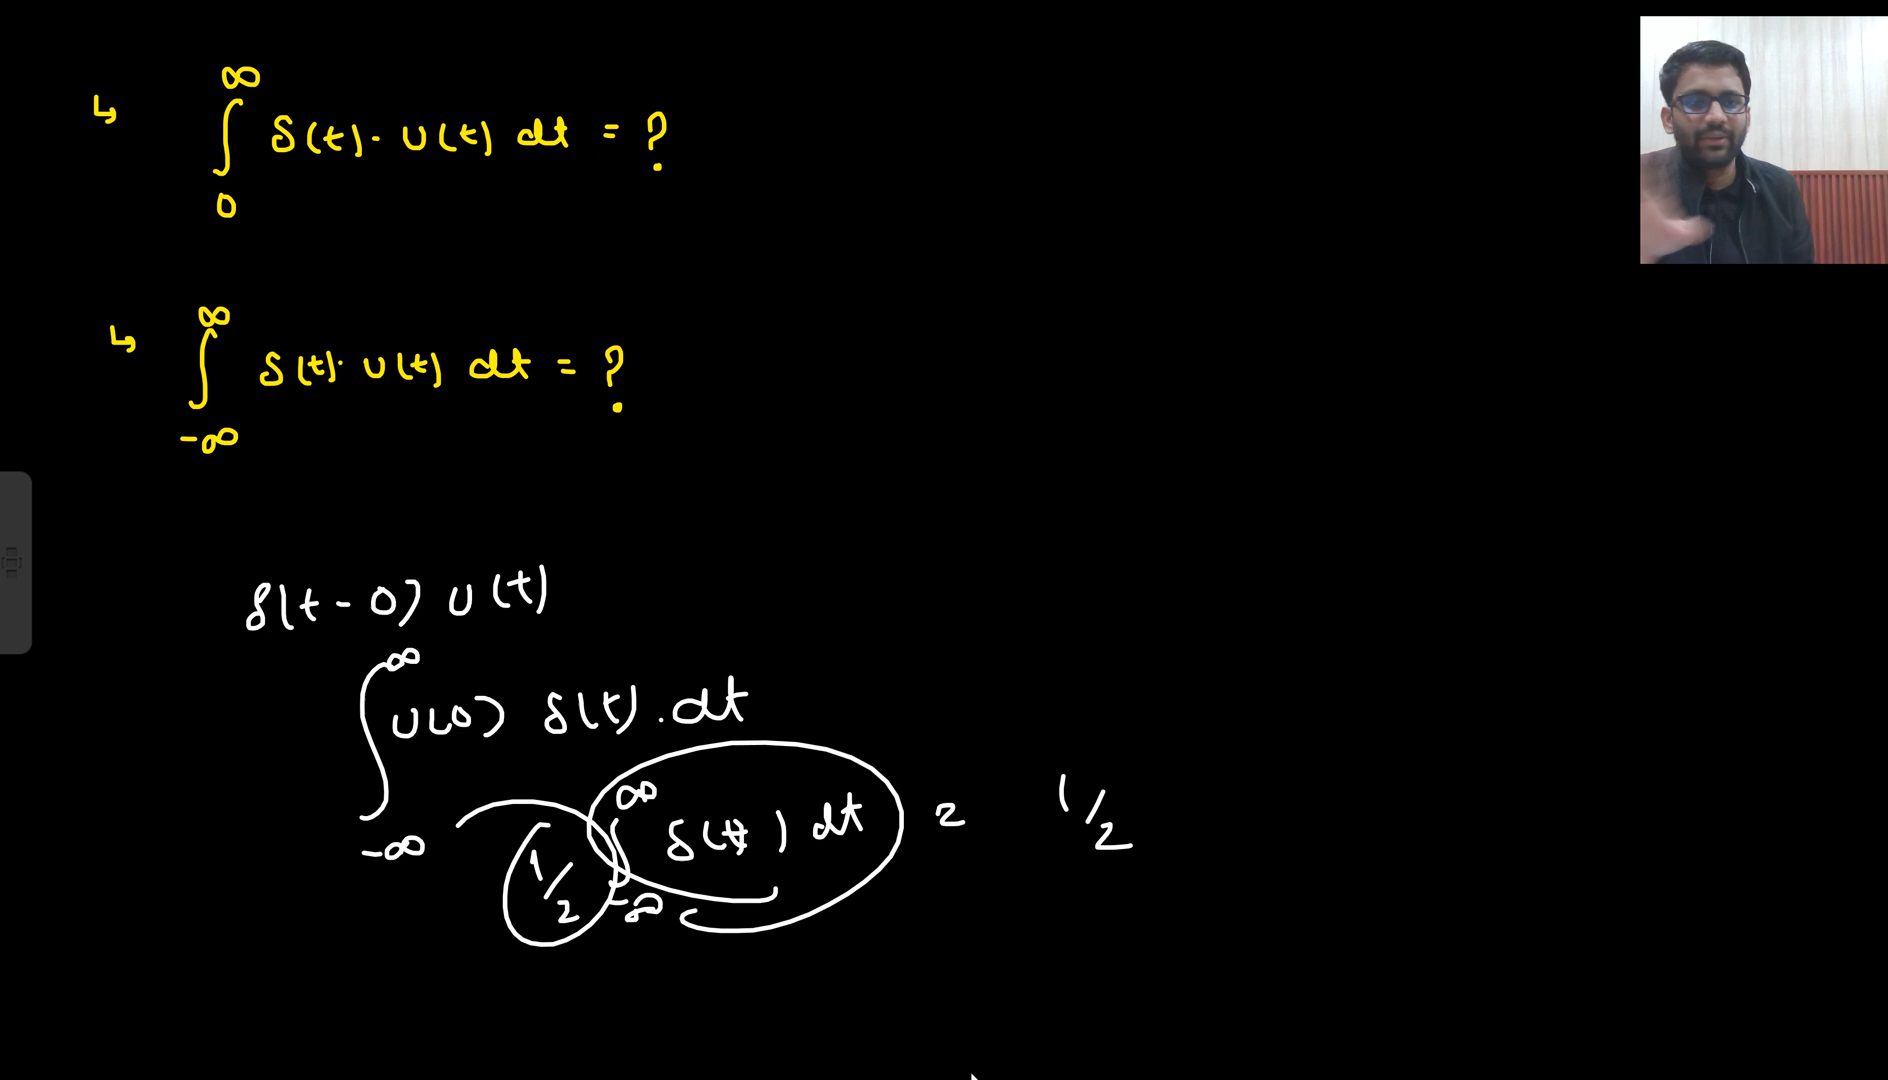 ↳ ∫₀^∞ δ(t)·u(t) dt = ?
↳ ∫₋∞^∞ δ(t)·u(t) dt = ?
δ(t-0) u(t)
∫₋∞^∞ u(0) δ(t).dt
1/2 ∫₋∞^∞ δ(t) dt = 1/2